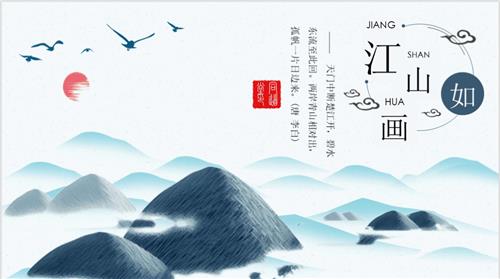 JIANG
江
SHAN
山
如
HUA
画
—— 天门中断楚江开，碧水
东流至此回。两岸青山相对出，
孤帆一片日边来。（唐 李白）